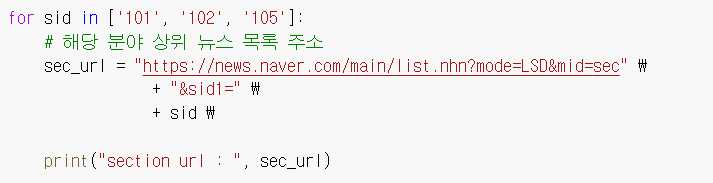 for sid in ['101', '102', '105']:
    # 해당 분야 상위 뉴스 목록 주소
    sec_url = "https://news.naver.com/main/list.nhn?mode=LSD&mid=sec" ₩
              + "&sid1=" ₩
              + sid ₩
    print("section url : ", sec_url)